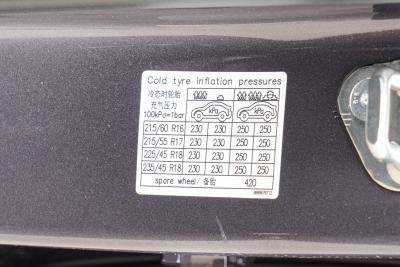 Cold tyre inflation pressures
冷态时轮胎
充气压力
100kPa=1bar
kPa kPa
215/60 R16 230 230 250 250
215/55 R17 230 230 250 250
225/45 R18 230 230 250 250
235/45 R18 230 230 250 250
spare wheel/备胎 420